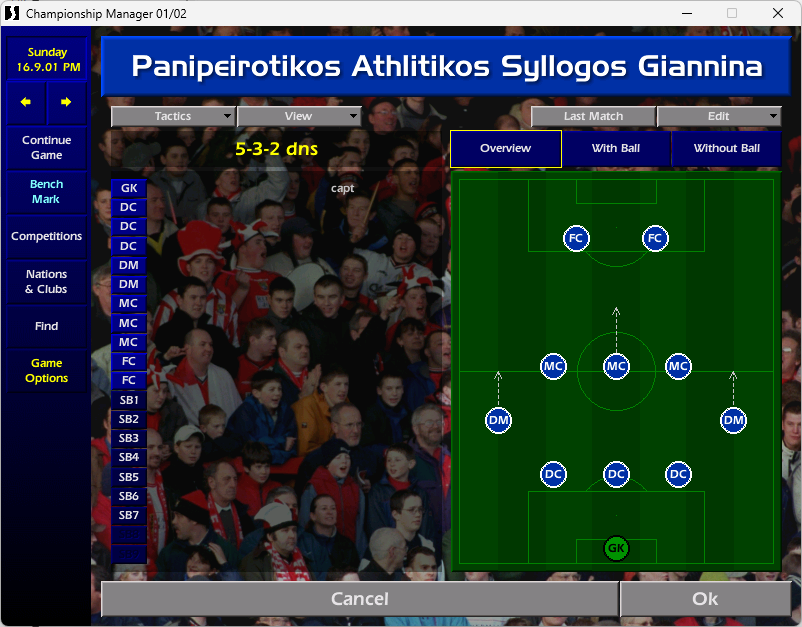 Championship Manager 01/02
Sunday
16.9.01 PM
Continue
Game
Bench
Mark
Competitions
Nations
& Clubs
Find
Game
Options
Panipeirotikos Athlitikos Syllogos Giannina
Tactics
View
Last Match
Edit
5-3-2 dns
Overview
With Ball
Without Ball
GK capt
DC
DC
DC
DM
DM
MC
MC
MC
FC
FC
SB1
SB2
SB3
SB4
SB5
SB6
SB7
FC FC
MC MC MC
DM DM
DC DC DC
GK
Cancel
Ok